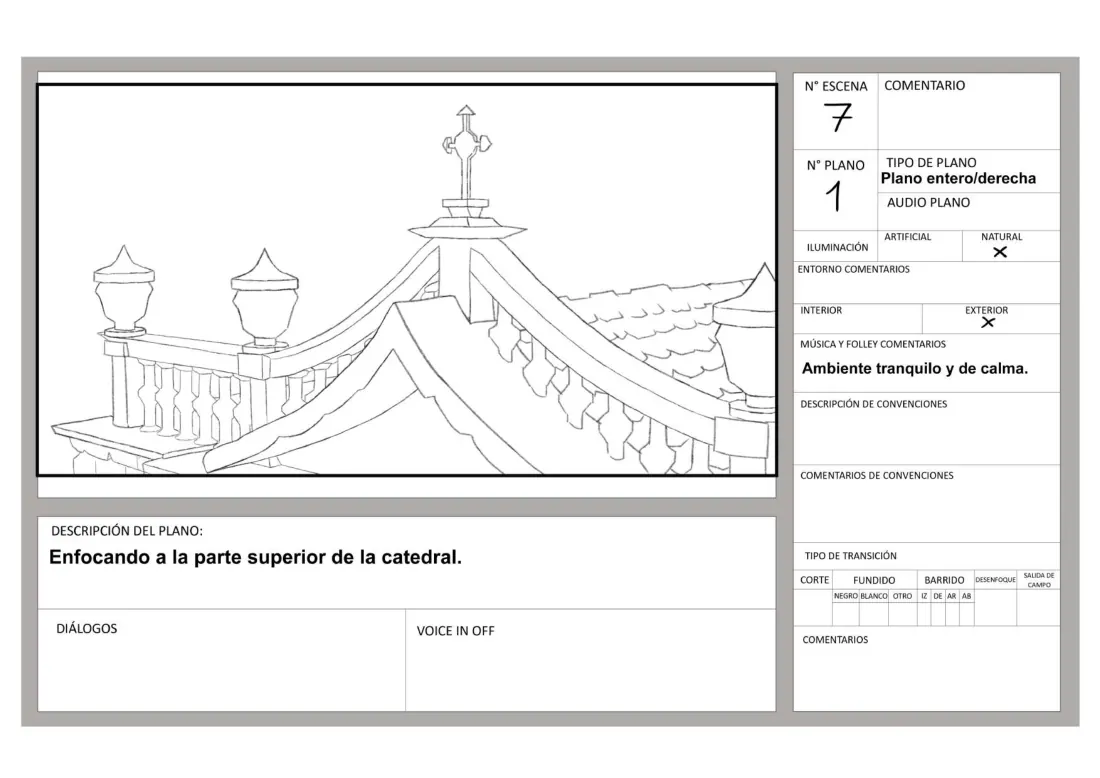 N° ESCENA
7
COMENTARIO
N° PLANO
1
TIPO DE PLANO
Plano entero/derecha
AUDIO PLANO
ILUMINACIÓN
ARTIFICIAL
NATURAL
X
ENTORNO COMENTARIOS
INTERIOR
EXTERIOR
X
MÚSICA Y FOLLEY COMENTARIOS
Ambiente tranquilo y de calma.
DESCRIPCIÓN DE CONVENCIONES
COMENTARIOS DE CONVENCIONES
TIPO DE TRANSICIÓN
CORTE
FUNDIDO
BARRIDO
DESENFOQUE
SALIDA DE
CAMPO
NEGRO BLANCO OTRO IZ DE AR AB
COMENTARIOS
DESCRIPCIÓN DEL PLANO:
Enfocando a la parte superior de la catedral.
DIÁLOGOS
VOICE IN OFF